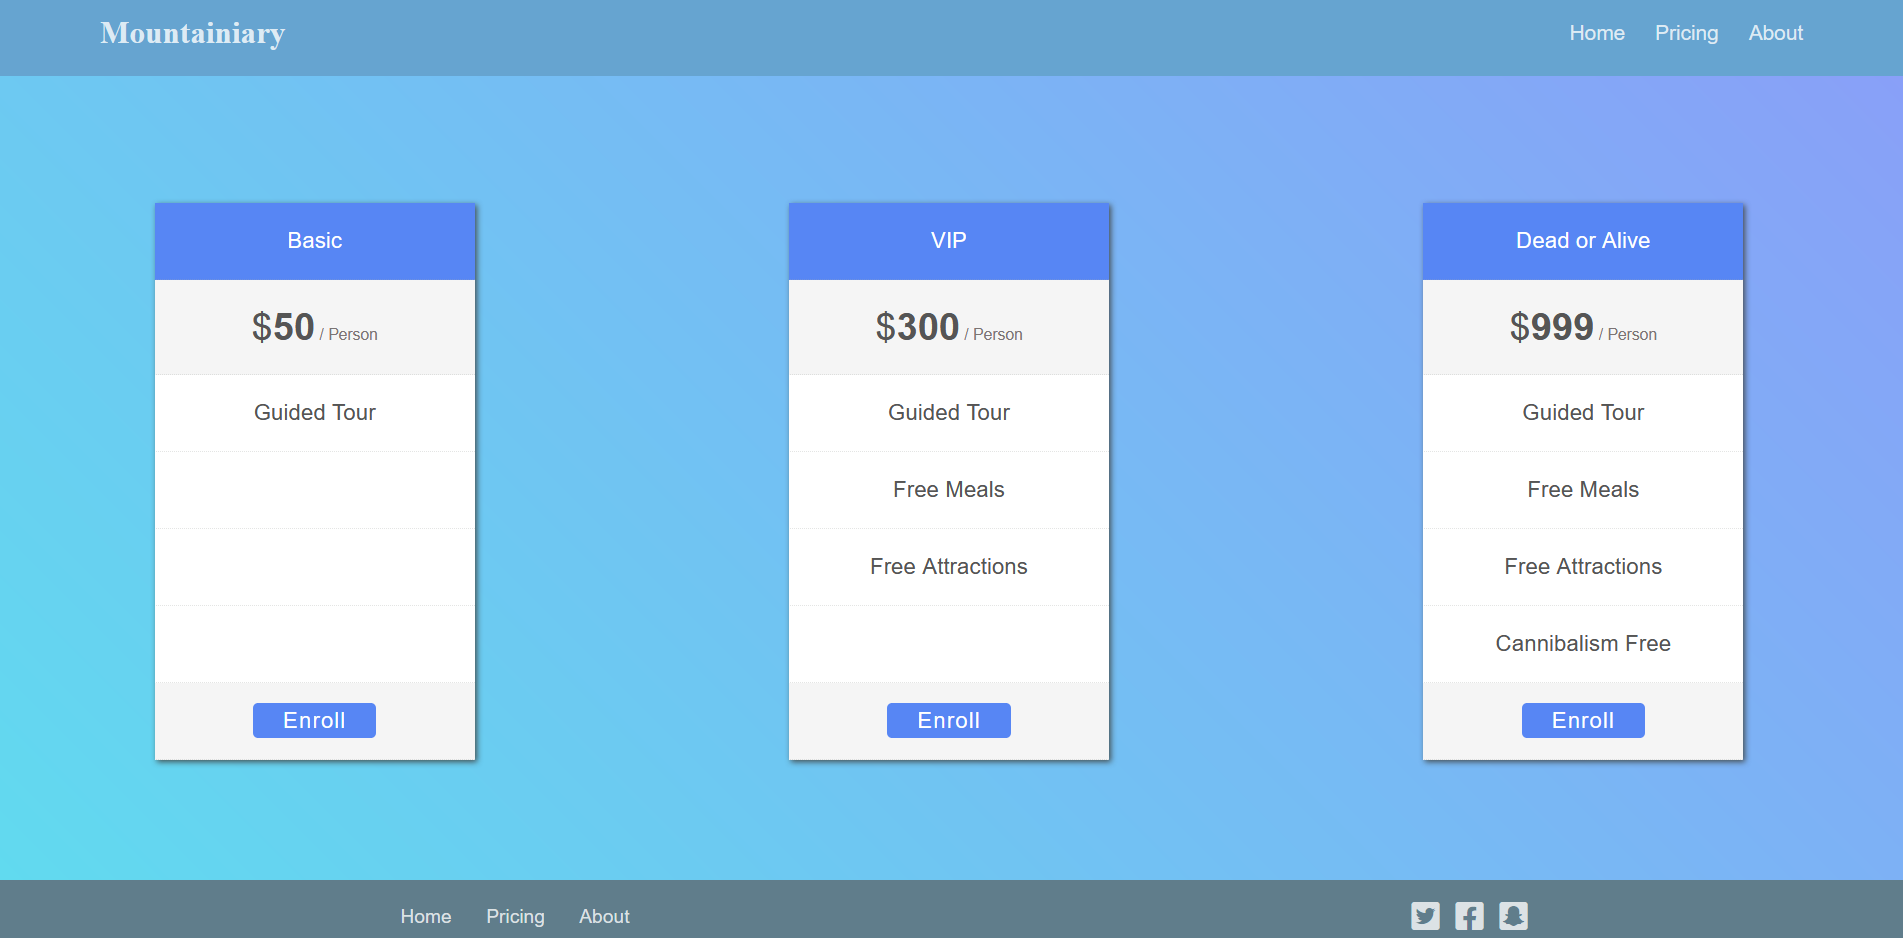 Mountainiary
Home Pricing About
Basic
$50 / Person
Guided Tour
Enroll
VIP
$300 / Person
Guided Tour
Free Meals
Free Attractions
Enroll
Dead or Alive
$999 / Person
Guided Tour
Free Meals
Free Attractions
Cannibalism Free
Enroll
Home Pricing About